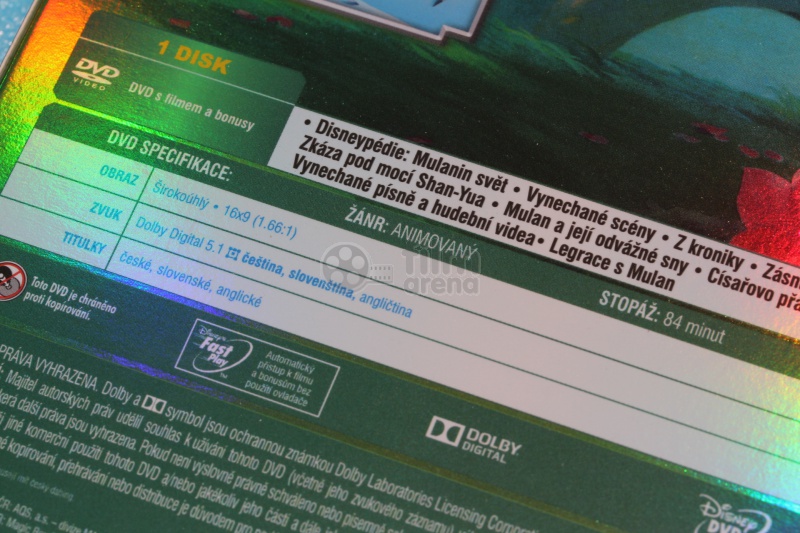 1 DISK
DVD
VIDEO
DVD s filmem a bonusy
• Disneypédie: Mulanin svět • Vynechané scény • Z kroniky •
Zkáza pod mocí Shan-Yua • Mulan a její odvážné sny • Císařovo
Vynechané písně a hudební videa • Legrace s Mulan
DVD SPECIFIKACE:
ŽÁNR: ANIMOVANÝ
STOPÁŽ: 84 minut
OBRAZ
Širokoúhlý • 16x9 (1.66:1)
ZVUK
Dolby Digital 5.1 čeština, slovenština, angličtina
TITULKY
české, slovenské, anglické
filmarena
Toto DVD je chráněno
proti kopírování.
Disney's
Fast
Play
Automatický
přístup k filmu
a bonusům bez
použití ovladače
DOLBY
DIGITAL
PRÁVA VYHRAZENA. Dolby a symbol jsou ochrannou známkou Dolby Laboratories Licensing
Majitel autorských práv udělil souhlas k užívání tohoto DVD (včetně jeho zvukového záznamu)
další práva jsou vyhrazena. Pokud není výslovně právně schváleno nebo písemně
jiné komerční použití tohoto DVD a/nebo jakékoliv jeho části a dále
kopírování, přehrávání nebo distribuce je důvodem pro
Disney
DVD